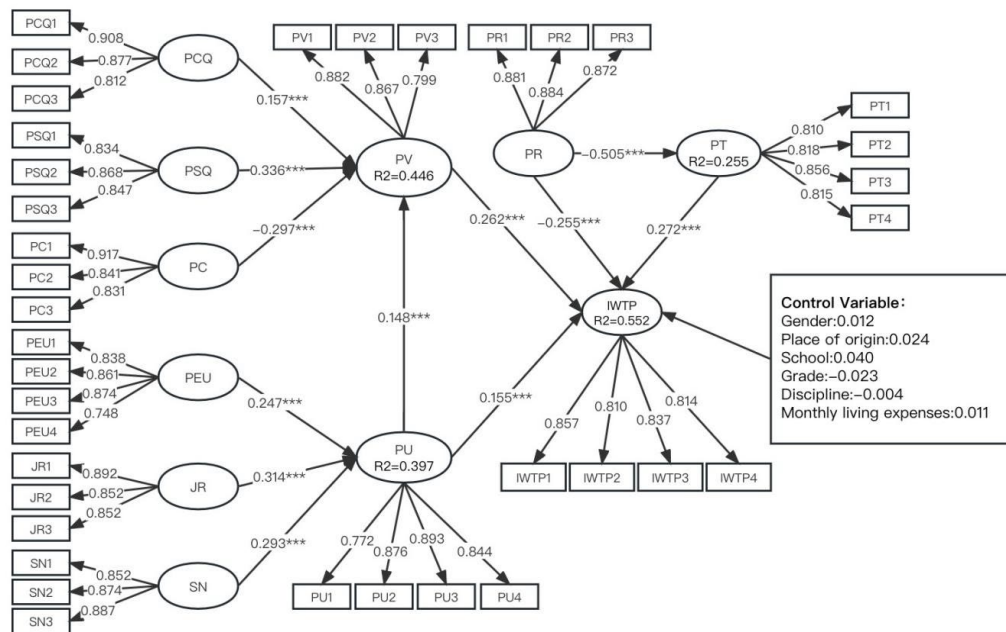 PCQ1
PCQ2
PCQ3
0.908
0.877
0.812
PCQ
0.157***
PSQ1
PSQ2
PSQ3
0.834
0.868
0.847
PSQ
0.336***
PC1
PC2
PC3
0.917
0.841
0.831
PC
-0.297***
PEU1
PEU2
PEU3
PEU4
0.838
0.861
0.874
0.748
PEU
0.247***
JR1
JR2
JR3
0.892
0.852
0.852
JR
0.314***
SN1
SN2
SN3
0.852
0.874
0.887
SN
0.293***
PV1
PV2
PV3
0.882
0.867
0.799
PV
R2=0.446
0.262***
0.148***
PU
R2=0.397
0.155***
0.772
0.876
0.893
0.844
PU1
PU2
PU3
PU4
PR1
PR2
PR3
0.881
0.884
0.872
PR
-0.505***
-0.255***
PT
R2=0.255
0.272***
0.810
0.818
0.856
0.815
PT1
PT2
PT3
PT4
IWTP
R2=0.552
0.857
0.810
0.837
0.814
IWTP1
IWTP2
IWTP3
IWTP4
Control Variable:
Gender:0.012
Place of origin:0.024
School:0.040
Grade:-0.023
Discipline:-0.004
Monthly living expenses:0.011